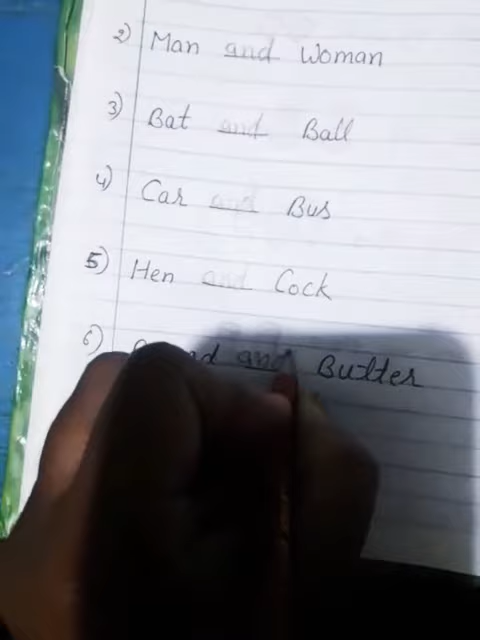 2) Man and Woman
3) Bat and Ball
4) Car and Bus
5) Hen and Cock
6) and Butter